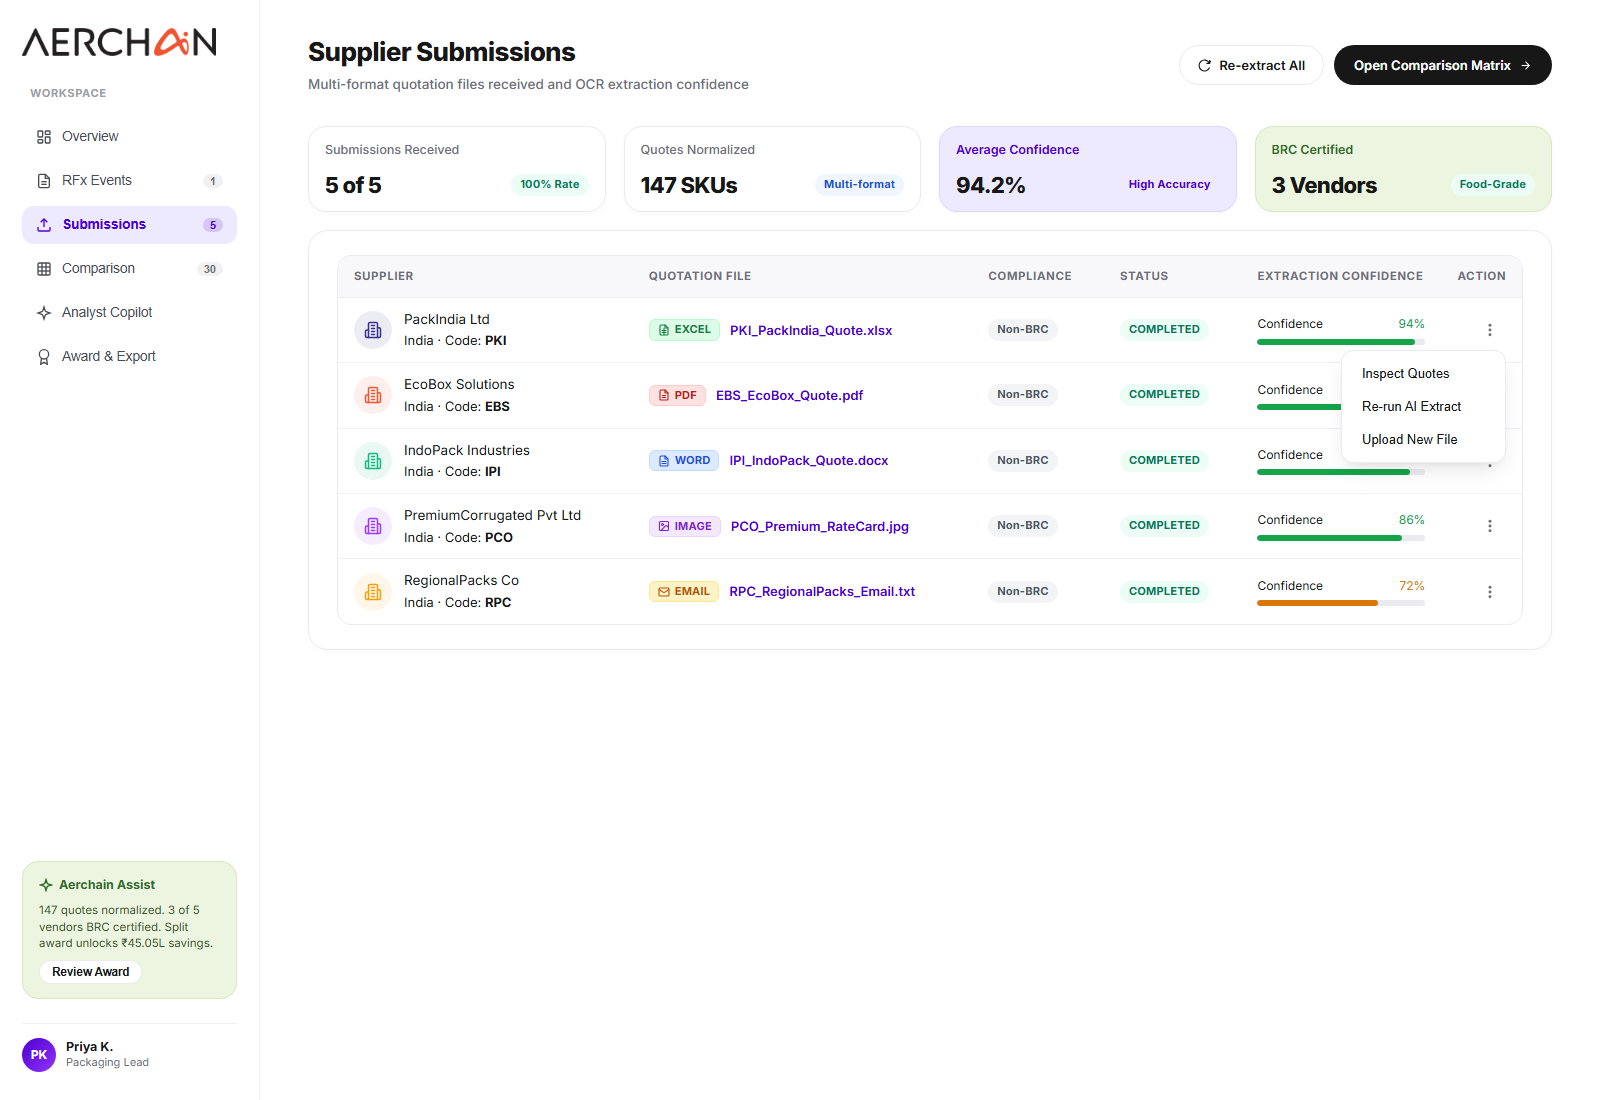 AERCHAIN
WORKSPACE
Overview
RFx Events 1
Submissions 5
Comparison 30
Analyst Copilot
Award & Export
Aerchain Assist
147 quotes normalized. 3 of 5
vendors BRC certified. Split
award unlocks ₹45.05L savings.
Review Award
PK
Priya K.
Packaging Lead
Supplier Submissions
Multi-format quotation files received and OCR extraction confidence
Re-extract All
Open Comparison Matrix →
Submissions Received
5 of 5 100% Rate
Quotes Normalized
147 SKUs Multi-format
Average Confidence
94.2% High Accuracy
BRC Certified
3 Vendors Food-Grade
SUPPLIER QUOTATION FILE COMPLIANCE STATUS EXTRACTION CONFIDENCE ACTION
PackIndia Ltd
India · Code: PKI
EXCEL PKI_PackIndia_Quote.xlsx
Non-BRC
COMPLETED
Confidence 94%
Inspect Quotes
Re-run AI Extract
Upload New File
EcoBox Solutions
India · Code: EBS
PDF EBS_EcoBox_Quote.pdf
Non-BRC
COMPLETED
Confidence
IndoPack Industries
India · Code: IPI
WORD IPI_IndoPack_Quote.docx
Non-BRC
COMPLETED
Confidence
PremiumCorrugated Pvt Ltd
India · Code: PCO
IMAGE PCO_Premium_RateCard.jpg
Non-BRC
COMPLETED
Confidence 86%
RegionalPacks Co
India · Code: RPC
EMAIL RPC_RegionalPacks_Email.txt
Non-BRC
COMPLETED
Confidence 72%